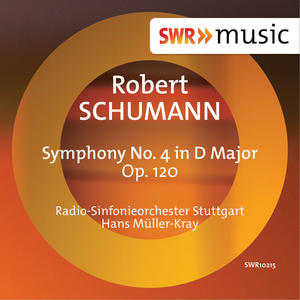 SWR>> music
Robert
SCHUMANN
Symphony No. 4 in D Major
Op. 120
Radio-Sinfonieorchester Stuttgart
Hans Müller-Kray
SWR10215